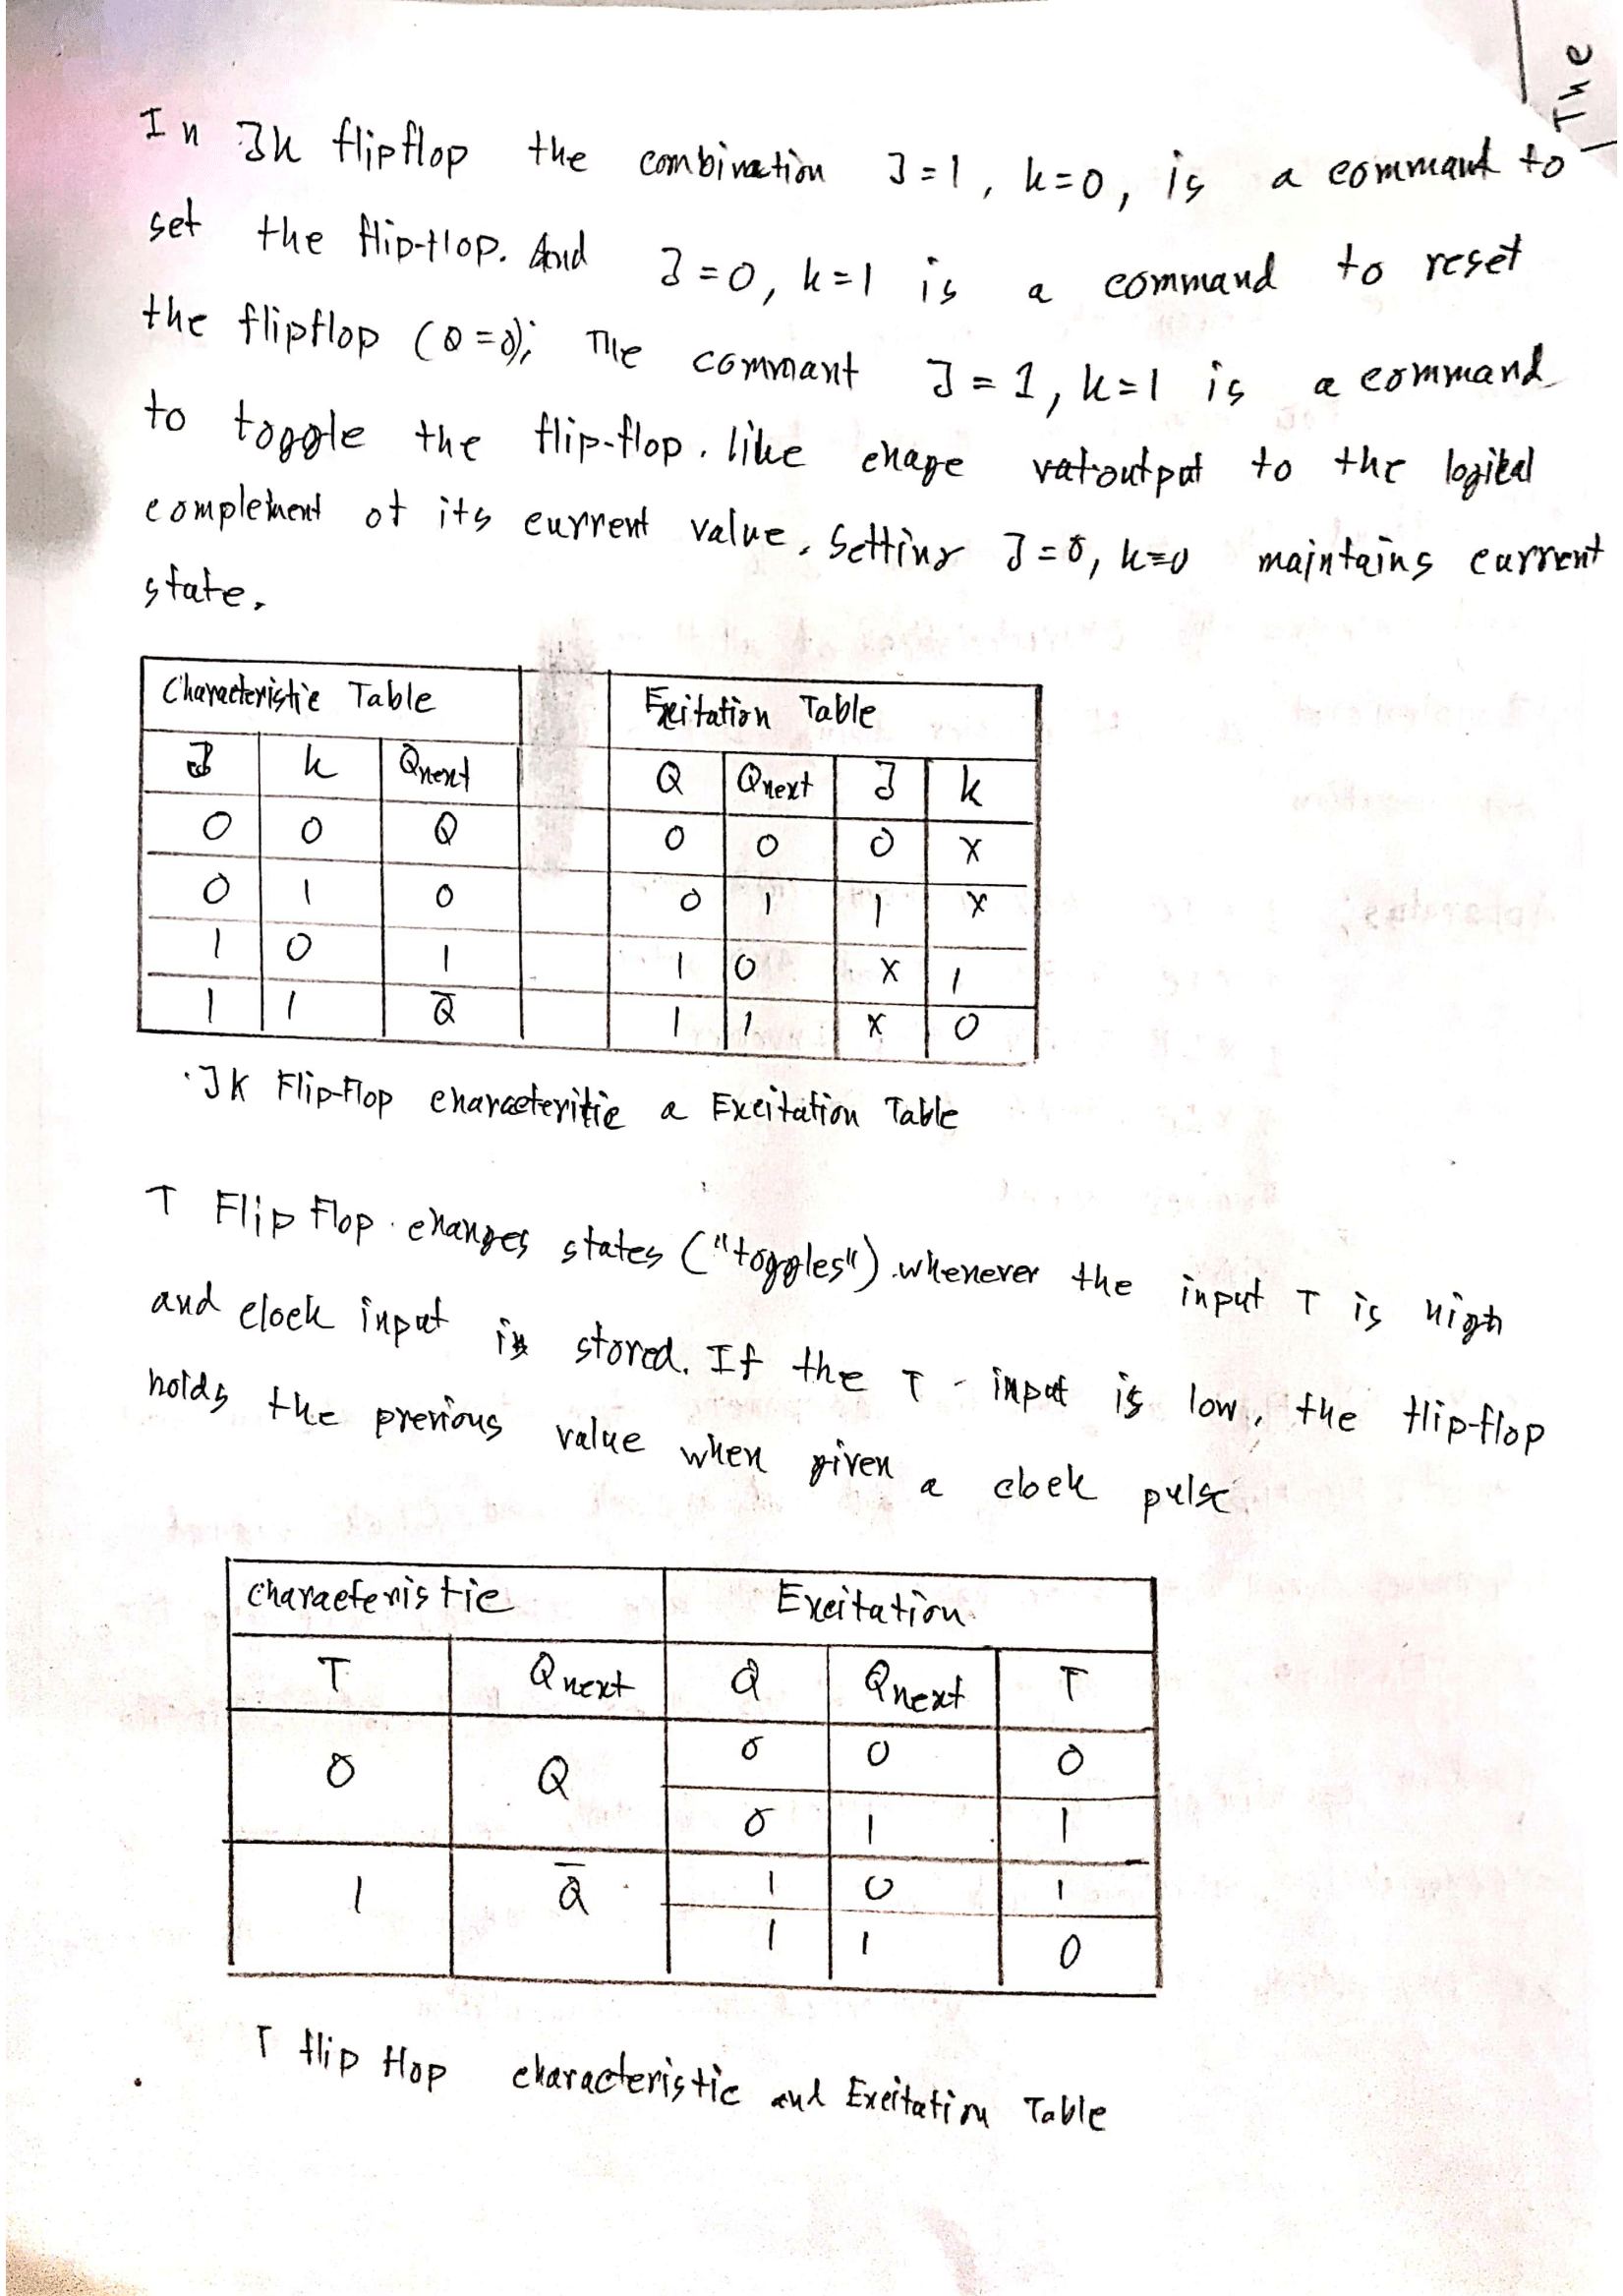 The
In JK flipflop the combination J=1, k=0, is a commant to
set the flip-flop. And J=0, k=1 is a command to reset
the flipflop (Q=0); The commant J=1, k=1 is a command
to toggle the flip-flop. like chage output to the logical
complement of its current value. Setting J=0, k=0 maintains current
state.
Characteristic Table Exitation Table
J k Qnext Q Qnext J k
0 0 Q 0 0 0 X
0 1 0 0 1 1 X
1 0 1 1 0 X 1
1 1 Q̅ 1 1 X 0
JK Flip-Flop characteritic a Excitation Table
T Flip Flop changes states ("toggles") whenever the input T is high
and clock input is stored. If the T-input is low, the flip-flop
holds the previous value when given a clock pulse.
characteristic Excitation
T Qnext Q Qnext T
0 Q 0 0 0
0 1 1
1 Q̅ 1 0 1
1 1 0
T flip flop characteristic and Excitation Table